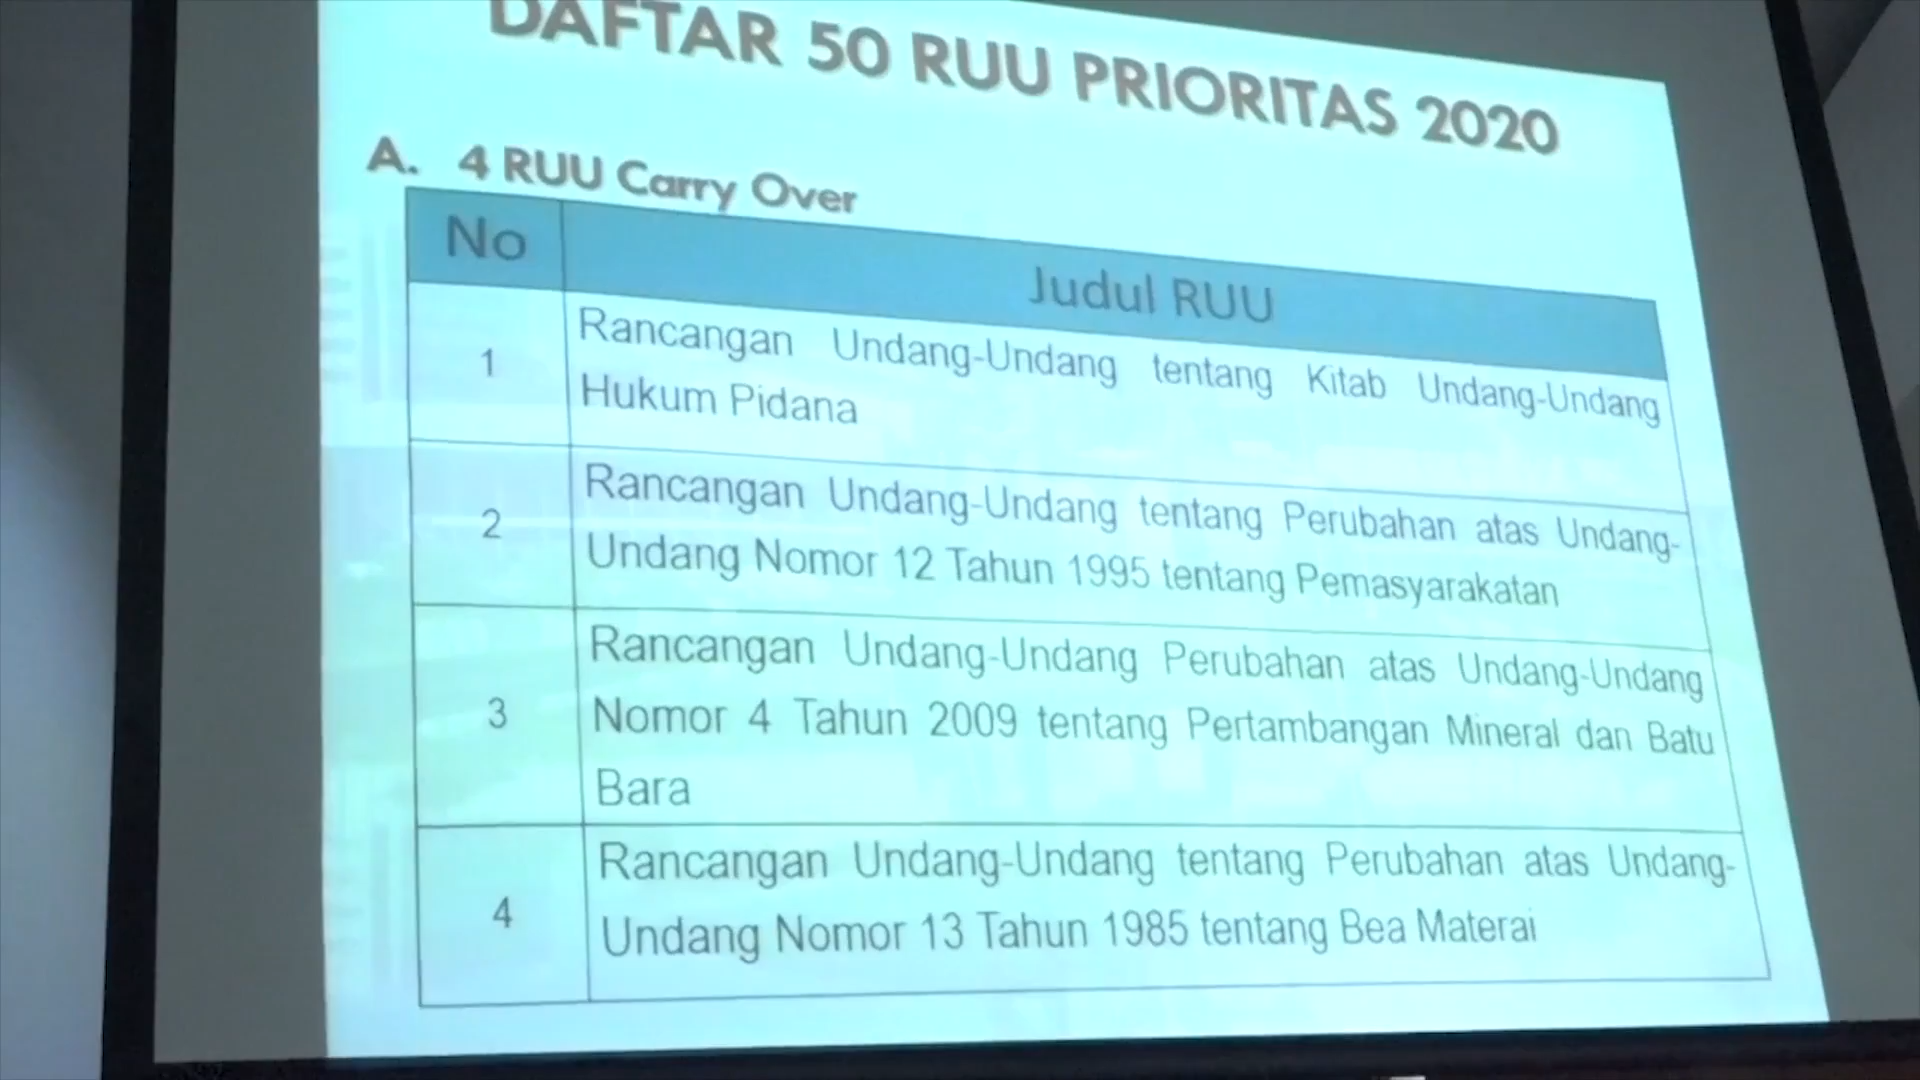 DAFTAR 50 RUU PRIORITAS 2020
A. 4 RUU Carry Over
No
Judul RUU
1
Rancangan Undang-Undang tentang Kitab Undang-Undang
Hukum Pidana
2
Rancangan Undang-Undang tentang Perubahan atas Undang-
Undang Nomor 12 Tahun 1995 tentang Pemasyarakatan
3
Rancangan Undang-Undang Perubahan atas Undang-Undang
Nomor 4 Tahun 2009 tentang Pertambangan Mineral dan Batu
Bara
4
Rancangan Undang-Undang tentang Perubahan atas Undang-
Undang Nomor 13 Tahun 1985 tentang Bea Materai